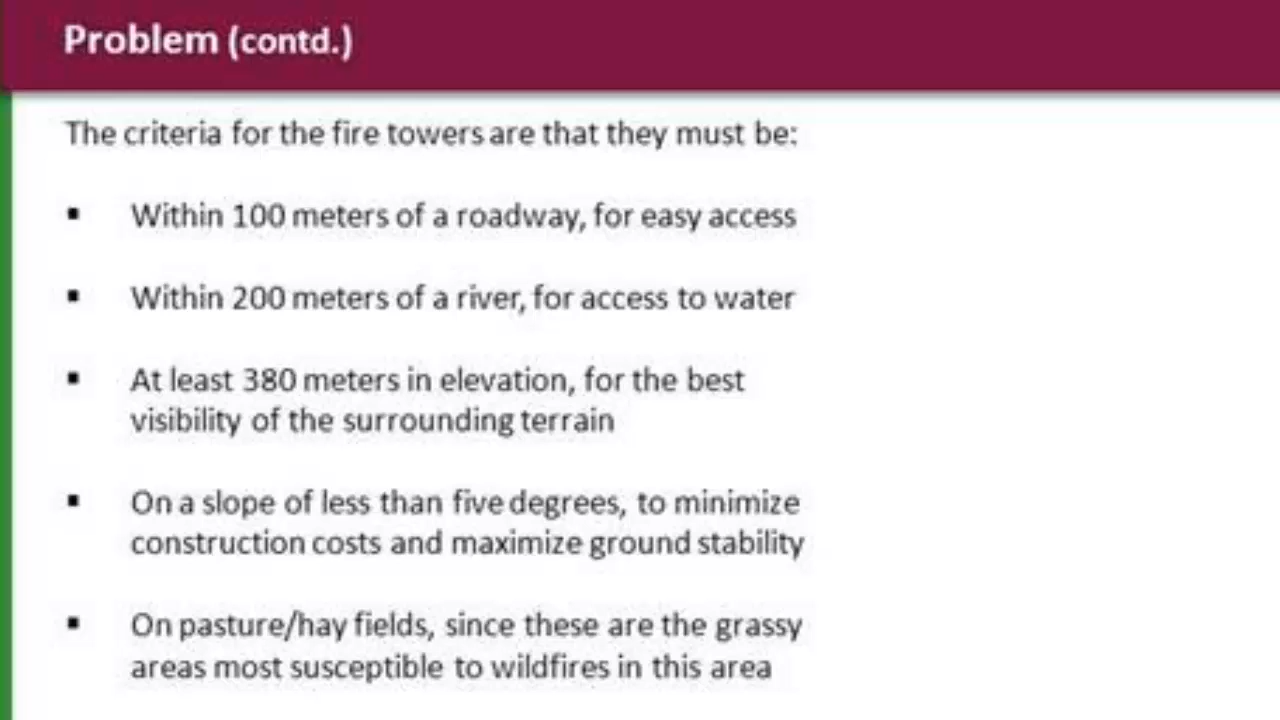 Problem (contd.)
The criteria for the fire towers are that they must be:
▪ Within 100 meters of a roadway, for easy access
▪ Within 200 meters of a river, for access to water
▪ At least 380 meters in elevation, for the best
visibility of the surrounding terrain
▪ On a slope of less than five degrees, to minimize
construction costs and maximize ground stability
▪ On pasture/hay fields, since these are the grassy
areas most susceptible to wildfires in this area